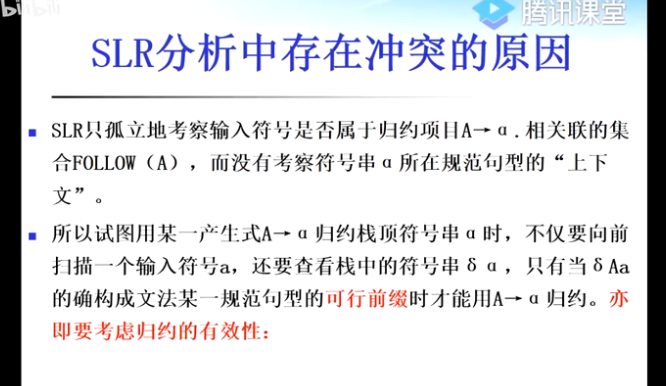 bilibili
腾讯课堂
SLR分析中存在冲突的原因
SLR只孤立地考察输入符号是否属于归约项目A→α.相关联的集
合FOLLOW（A），而没有考察符号串α所在规范句型的“上下
文”。
所以试图用某一产生式A→α归约栈顶符号串α时，不仅要向前
扫描一个输入符号a，还要查看栈中的符号串δα，只有当δAa
的确构成文法某一规范句型的可行前缀时才能用A→α归约。亦
即要考虑归约的有效性：